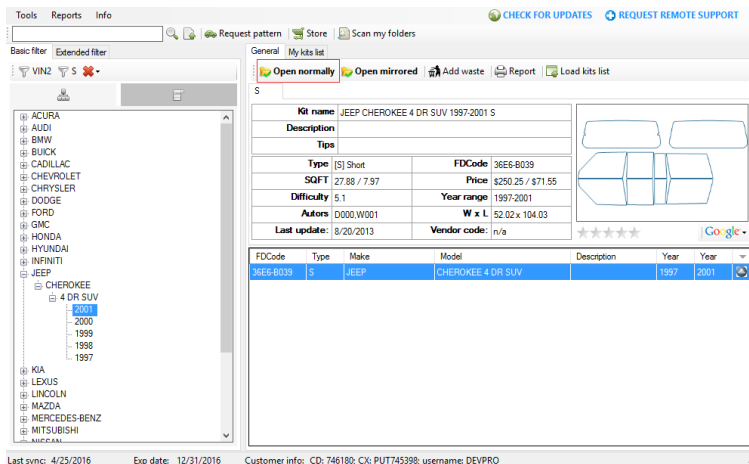 Tools Reports Info
CHECK FOR UPDATES REQUEST REMOTE SUPPORT
Request pattern Store Scan my folders
Basic filter Extended filter
General My kits list
VIN2 S
Open normally Open mirrored Add waste Report Load kits list
S
Kit name JEEP CHEROKEE 4 DR SUV 1997-2001 S
Description
Tips
Type [S] Short FDCode 36E6-B039
SQFT 27.88 / 7.97 Price $250.25 / $71.55
Difficulty 5.1 Year range 1997-2001
Autors D000,W001 W x L 52.02 x 104.03
Last update: 8/20/2013 Vendor code: n/a
Google
FDCode Type Make Model Description Year Year
36E6-B039 S JEEP CHEROKEE 4 DR SUV 1997 2001
ACURA
AUDI
BMW
BUICK
CADILLAC
CHEVROLET
CHRYSLER
DODGE
FORD
GMC
HONDA
HYUNDAI
INFINITI
JEEP
CHEROKEE
4 DR SUV
2001
2000
1999
1998
1997
KIA
LEXUS
LINCOLN
MAZDA
MERCEDES-BENZ
MITSUBISHI
NISSAN
Last sync: 4/25/2016 Exp date: 12/31/2016 Customer info: CD: 746180; CX: PUT745398; username: DEVPRO